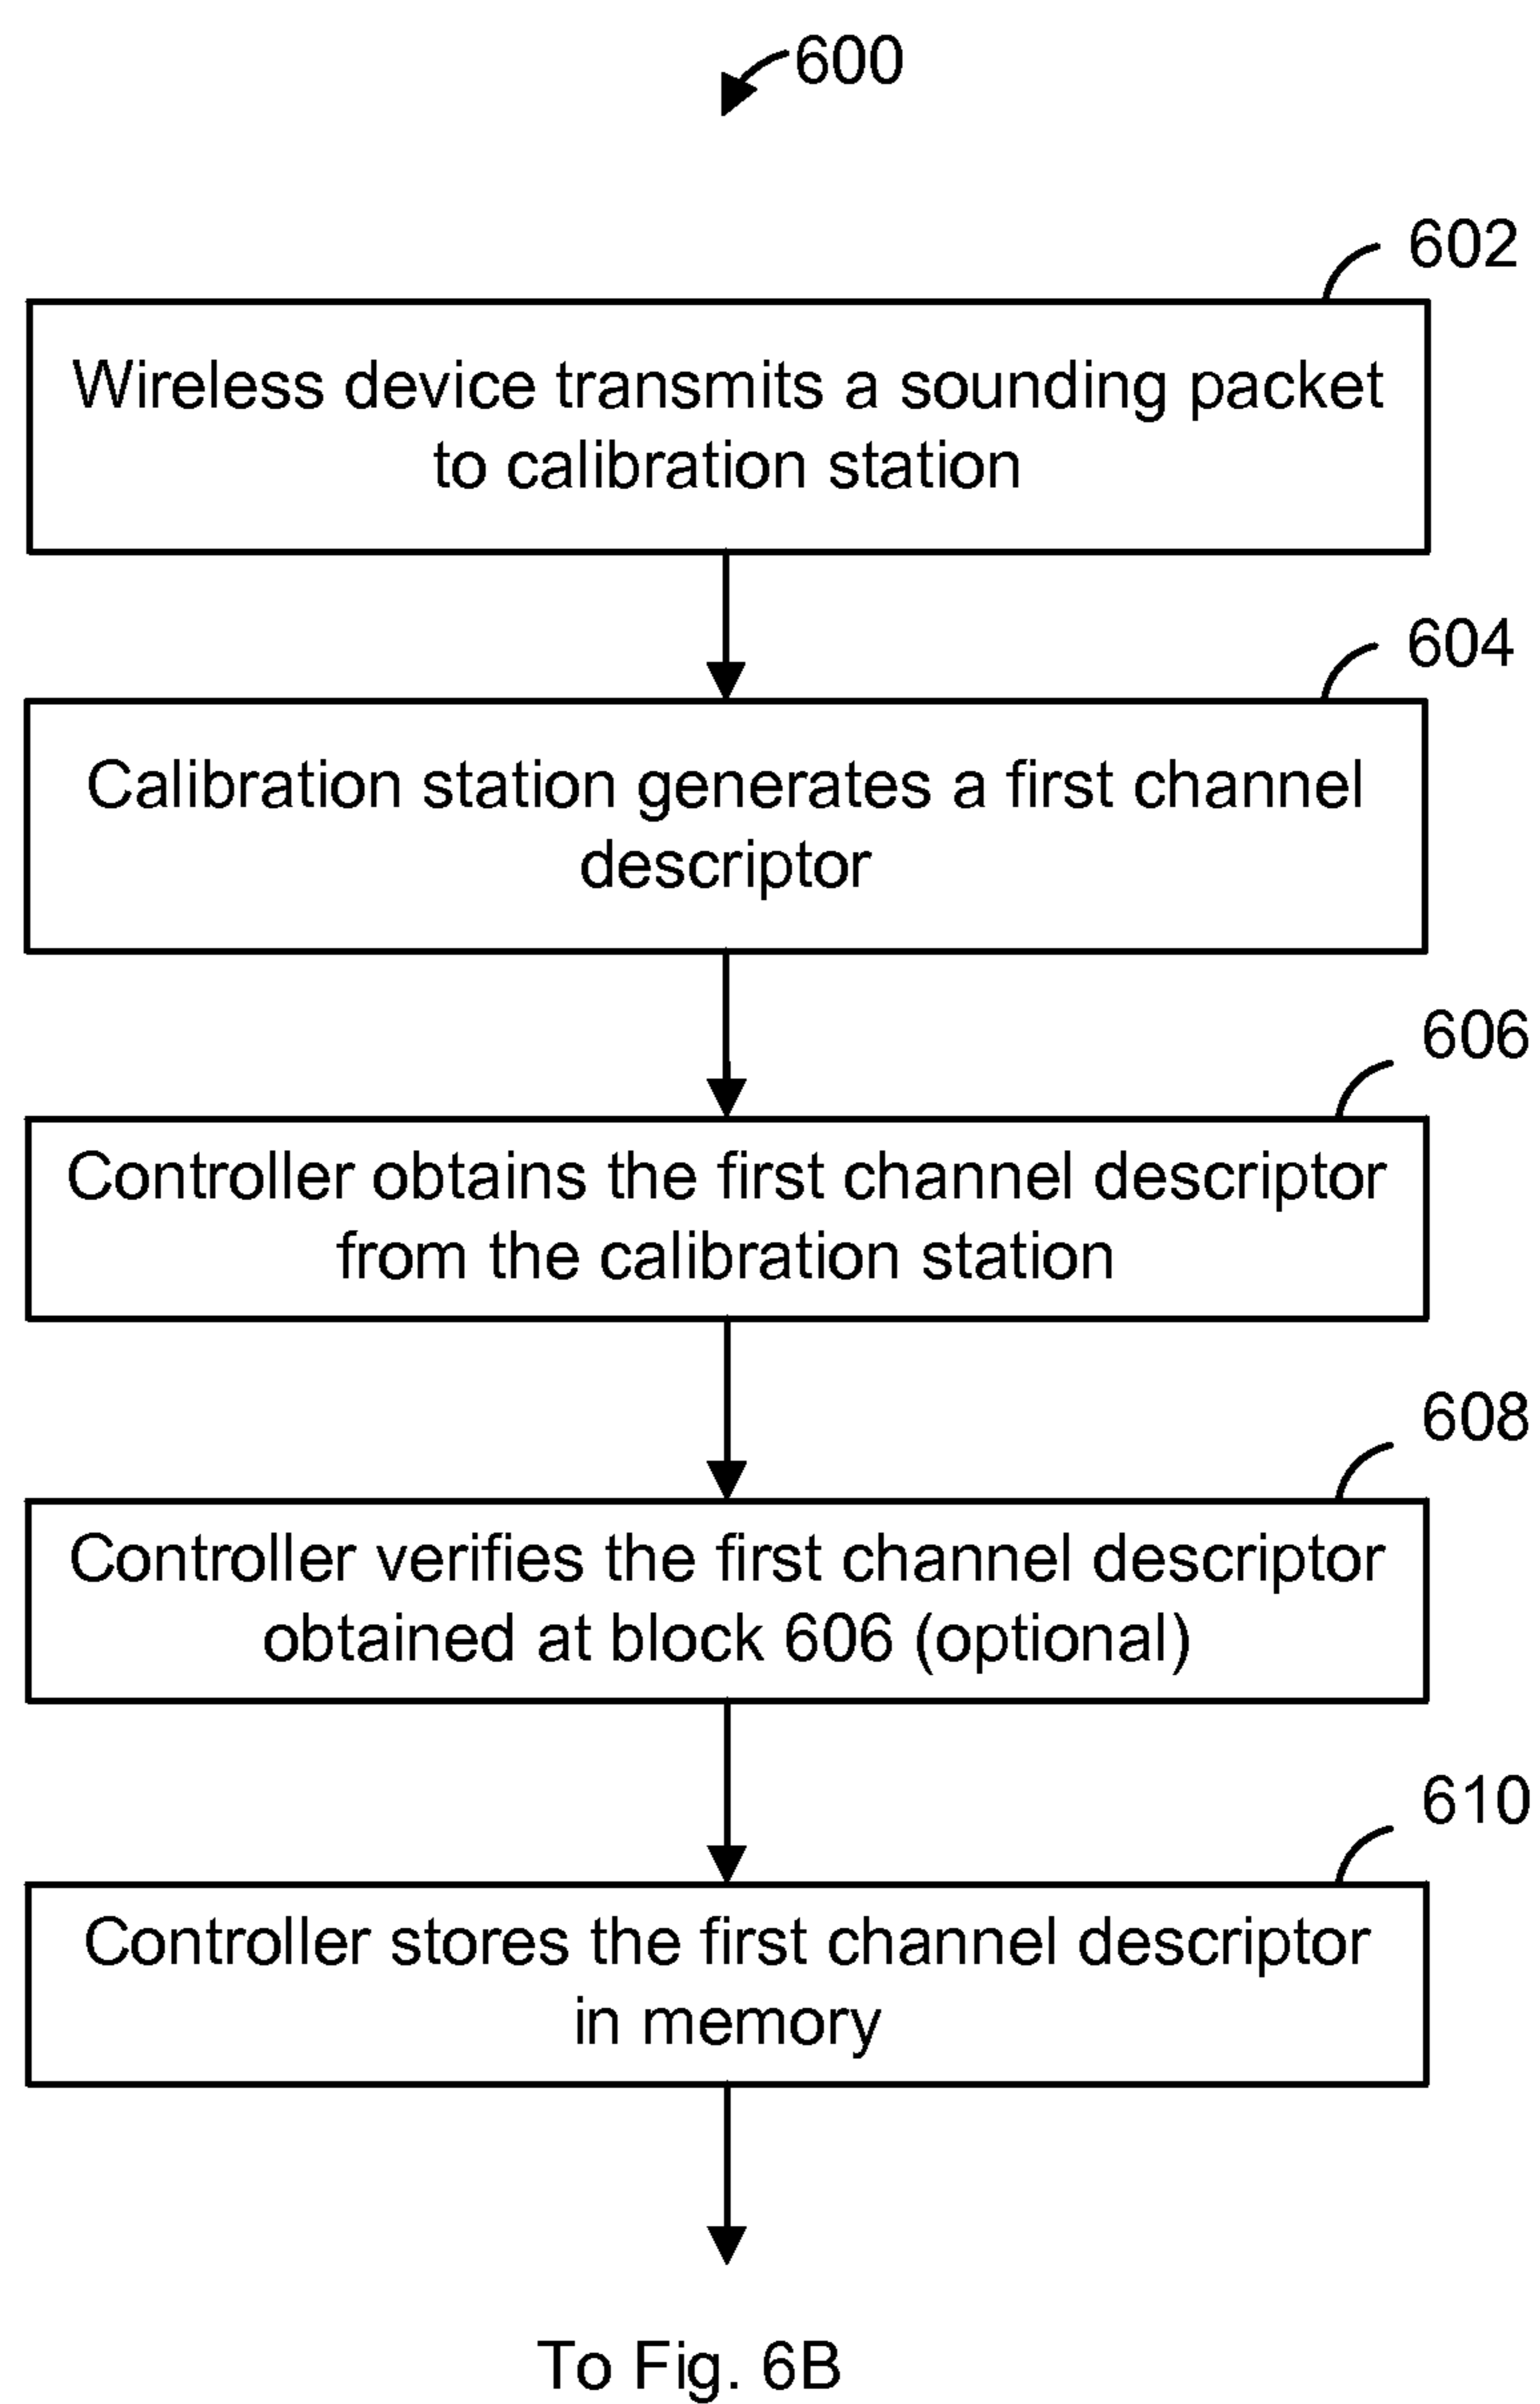 600
602
Wireless device transmits a sounding packet
to calibration station
604
Calibration station generates a first channel
descriptor
606
Controller obtains the first channel descriptor
from the calibration station
608
Controller verifies the first channel descriptor
obtained at block 606 (optional)
610
Controller stores the first channel descriptor
in memory
To Fig. 6B